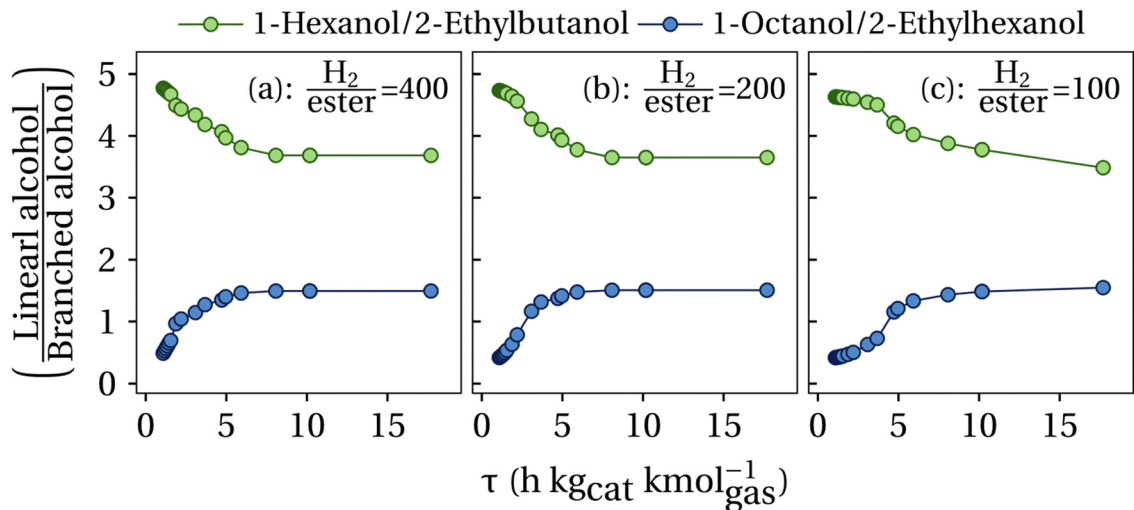 1-Hexanol/2-Ethylbutanol 1-Octanol/2-Ethylhexanol
(Linearl alcohol / Branched alcohol)
5
4
3
2
1
0
(a): H2/ester=400
(b): H2/ester=200
(c): H2/ester=100
0 5 10 15 0 5 10 15 0 5 10 15
τ (h kgcat kmol−1gas)